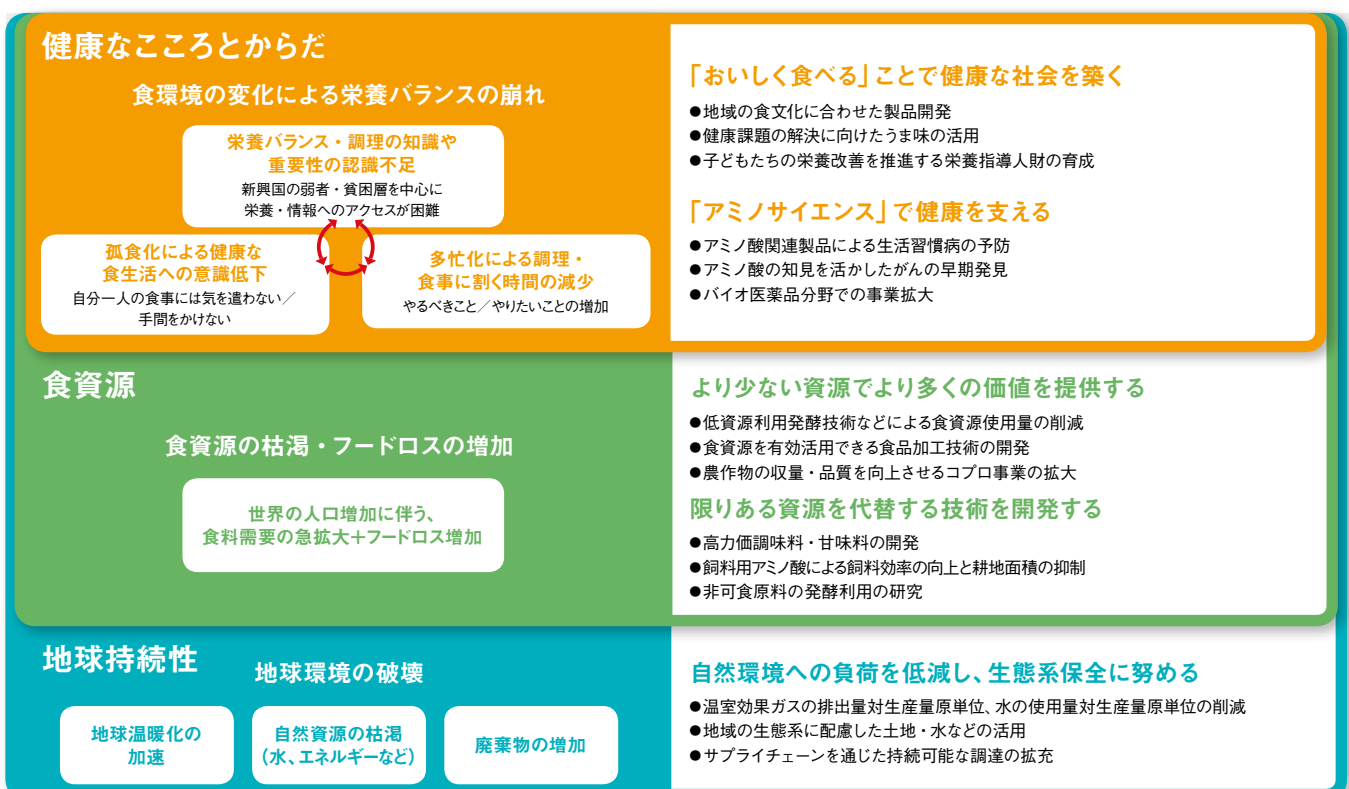 健康なこころとからだ
食環境の変化による栄養バランスの崩れ
栄養バランス・調理の知識や
重要性の認識不足
新興国の弱者・貧困層を中心に
栄養・情報へのアクセスが困難
孤食化による健康な
食生活への意識低下
自分一人の食事には気を遣わない／
手間をかけない
多忙化による調理・
食事に割く時間の減少
やるべきこと／やりたいことの増加
「おいしく食べる」ことで健康な社会を築く
●地域の食文化に合わせた製品開発
●健康課題の解決に向けたうま味の活用
●子どもたちの栄養改善を推進する栄養指導人財の育成
「アミノサイエンス」で健康を支える
●アミノ酸関連製品による生活習慣病の予防
●アミノ酸の知見を活かしたがんの早期発見
●バイオ医薬品分野での事業拡大
食資源
食資源の枯渇・フードロスの増加
世界の人口増加に伴う、
食料需要の急拡大＋フードロス増加
より少ない資源でより多くの価値を提供する
●低資源利用発酵技術などによる食資源使用量の削減
●食資源を有効活用できる食品加工技術の開発
●農作物の収量・品質を向上させるコプロ事業の拡大
限りある資源を代替する技術を開発する
●高力価調味料・甘味料の開発
●飼料用アミノ酸による飼料効率の向上と耕地面積の抑制
●非可食原料の発酵利用の研究
地球持続性
地球環境の破壊
地球温暖化の
加速
自然資源の枯渇
（水、エネルギーなど）
廃棄物の増加
自然環境への負荷を低減し、生態系保全に努める
●温室効果ガスの排出量対生産量原単位、水の使用量対生産量原単位の削減
●地域の生態系に配慮した土地・水などの活用
●サプライチェーンを通じた持続可能な調達の拡充